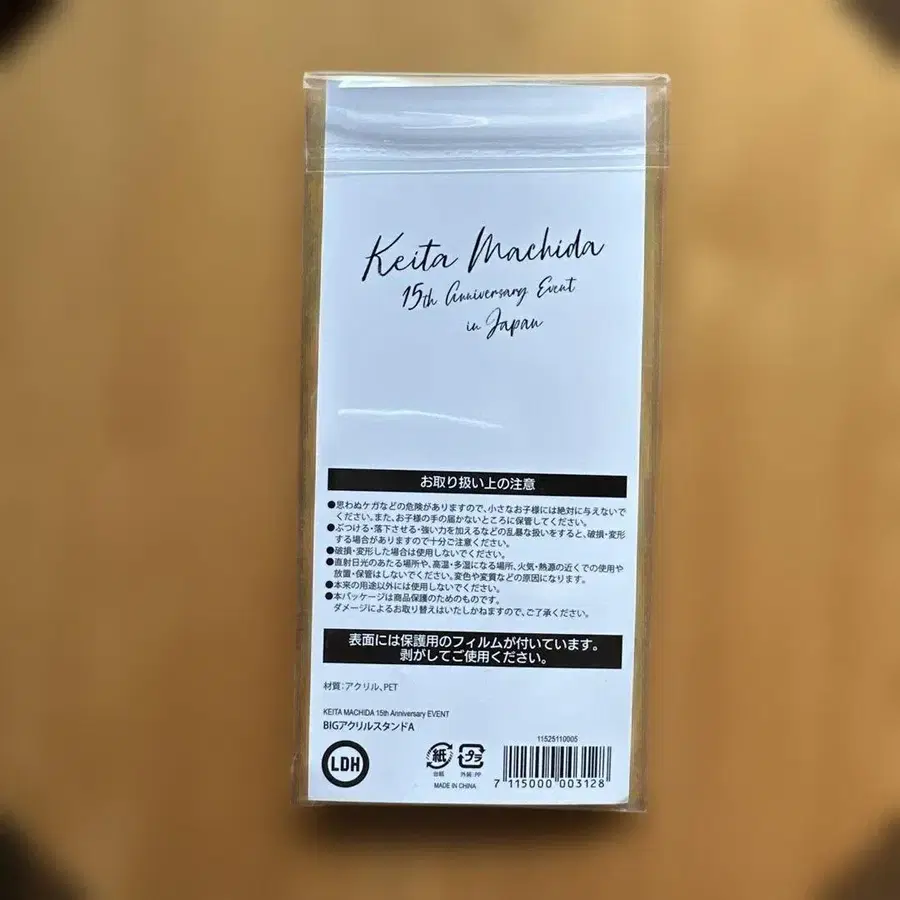 Keita Machida
15th Anniversary Event
in Japan
お取り扱い上の注意
●思わぬケガなどの危険がありますので、小さなお子様には絶対に与えないで
ください。また、お子様の手の届かないところに保管してください。
●ぶつける・落下させる・強い力を加えるなどの乱暴な扱いをすると、破損・変形
する場合がありますので十分ご注意ください。
●破損・変形した場合は使用しないでください。
●直射日光のあたる場所や、高温・多湿になる場所、火気・熱源の近くでの使用や
放置・保管はしないでください。変色や変質などの原因になります。
●本来の用途以外には使用しないでください。
●本パッケージは商品保護のためのものです。
ダメージによるお取り替えはいたしかねますので、ご了承ください。
表面には保護用のフィルムが付いています。
剥がしてご使用ください。
材質：アクリル、PET
KEITA MACHIDA 15th Anniversary EVENT
BIGアクリルスタンドA
LDH
紙
台紙
プラ
外装：PP
MADE IN CHINA
11525110005
7 115000 003128